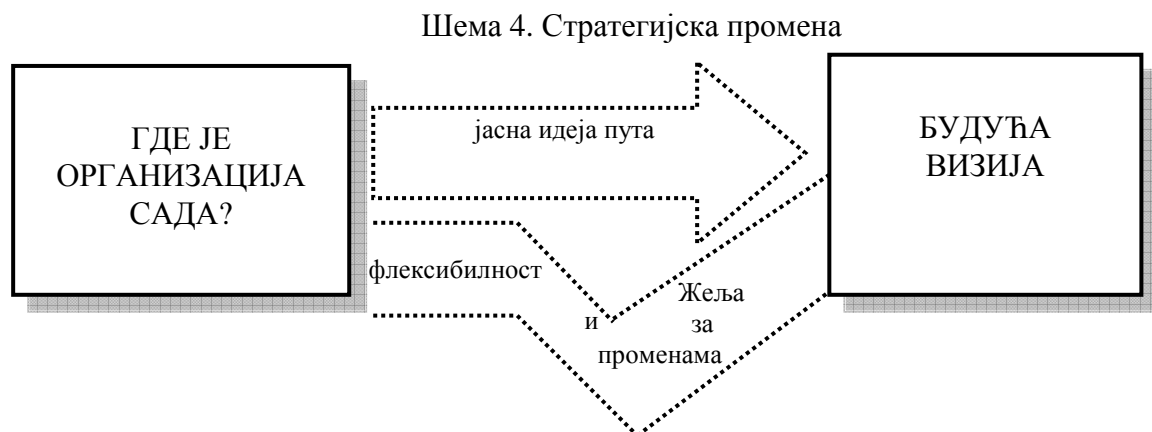 Шема 4. Стратегијска промена
ГДЕ ЈЕ
ОРГАНИЗАЦИЈА
САДА?
јасна идеја пута
БУДУЋА
ВИЗИЈА
флексибилност
и
Жеља
за
променама